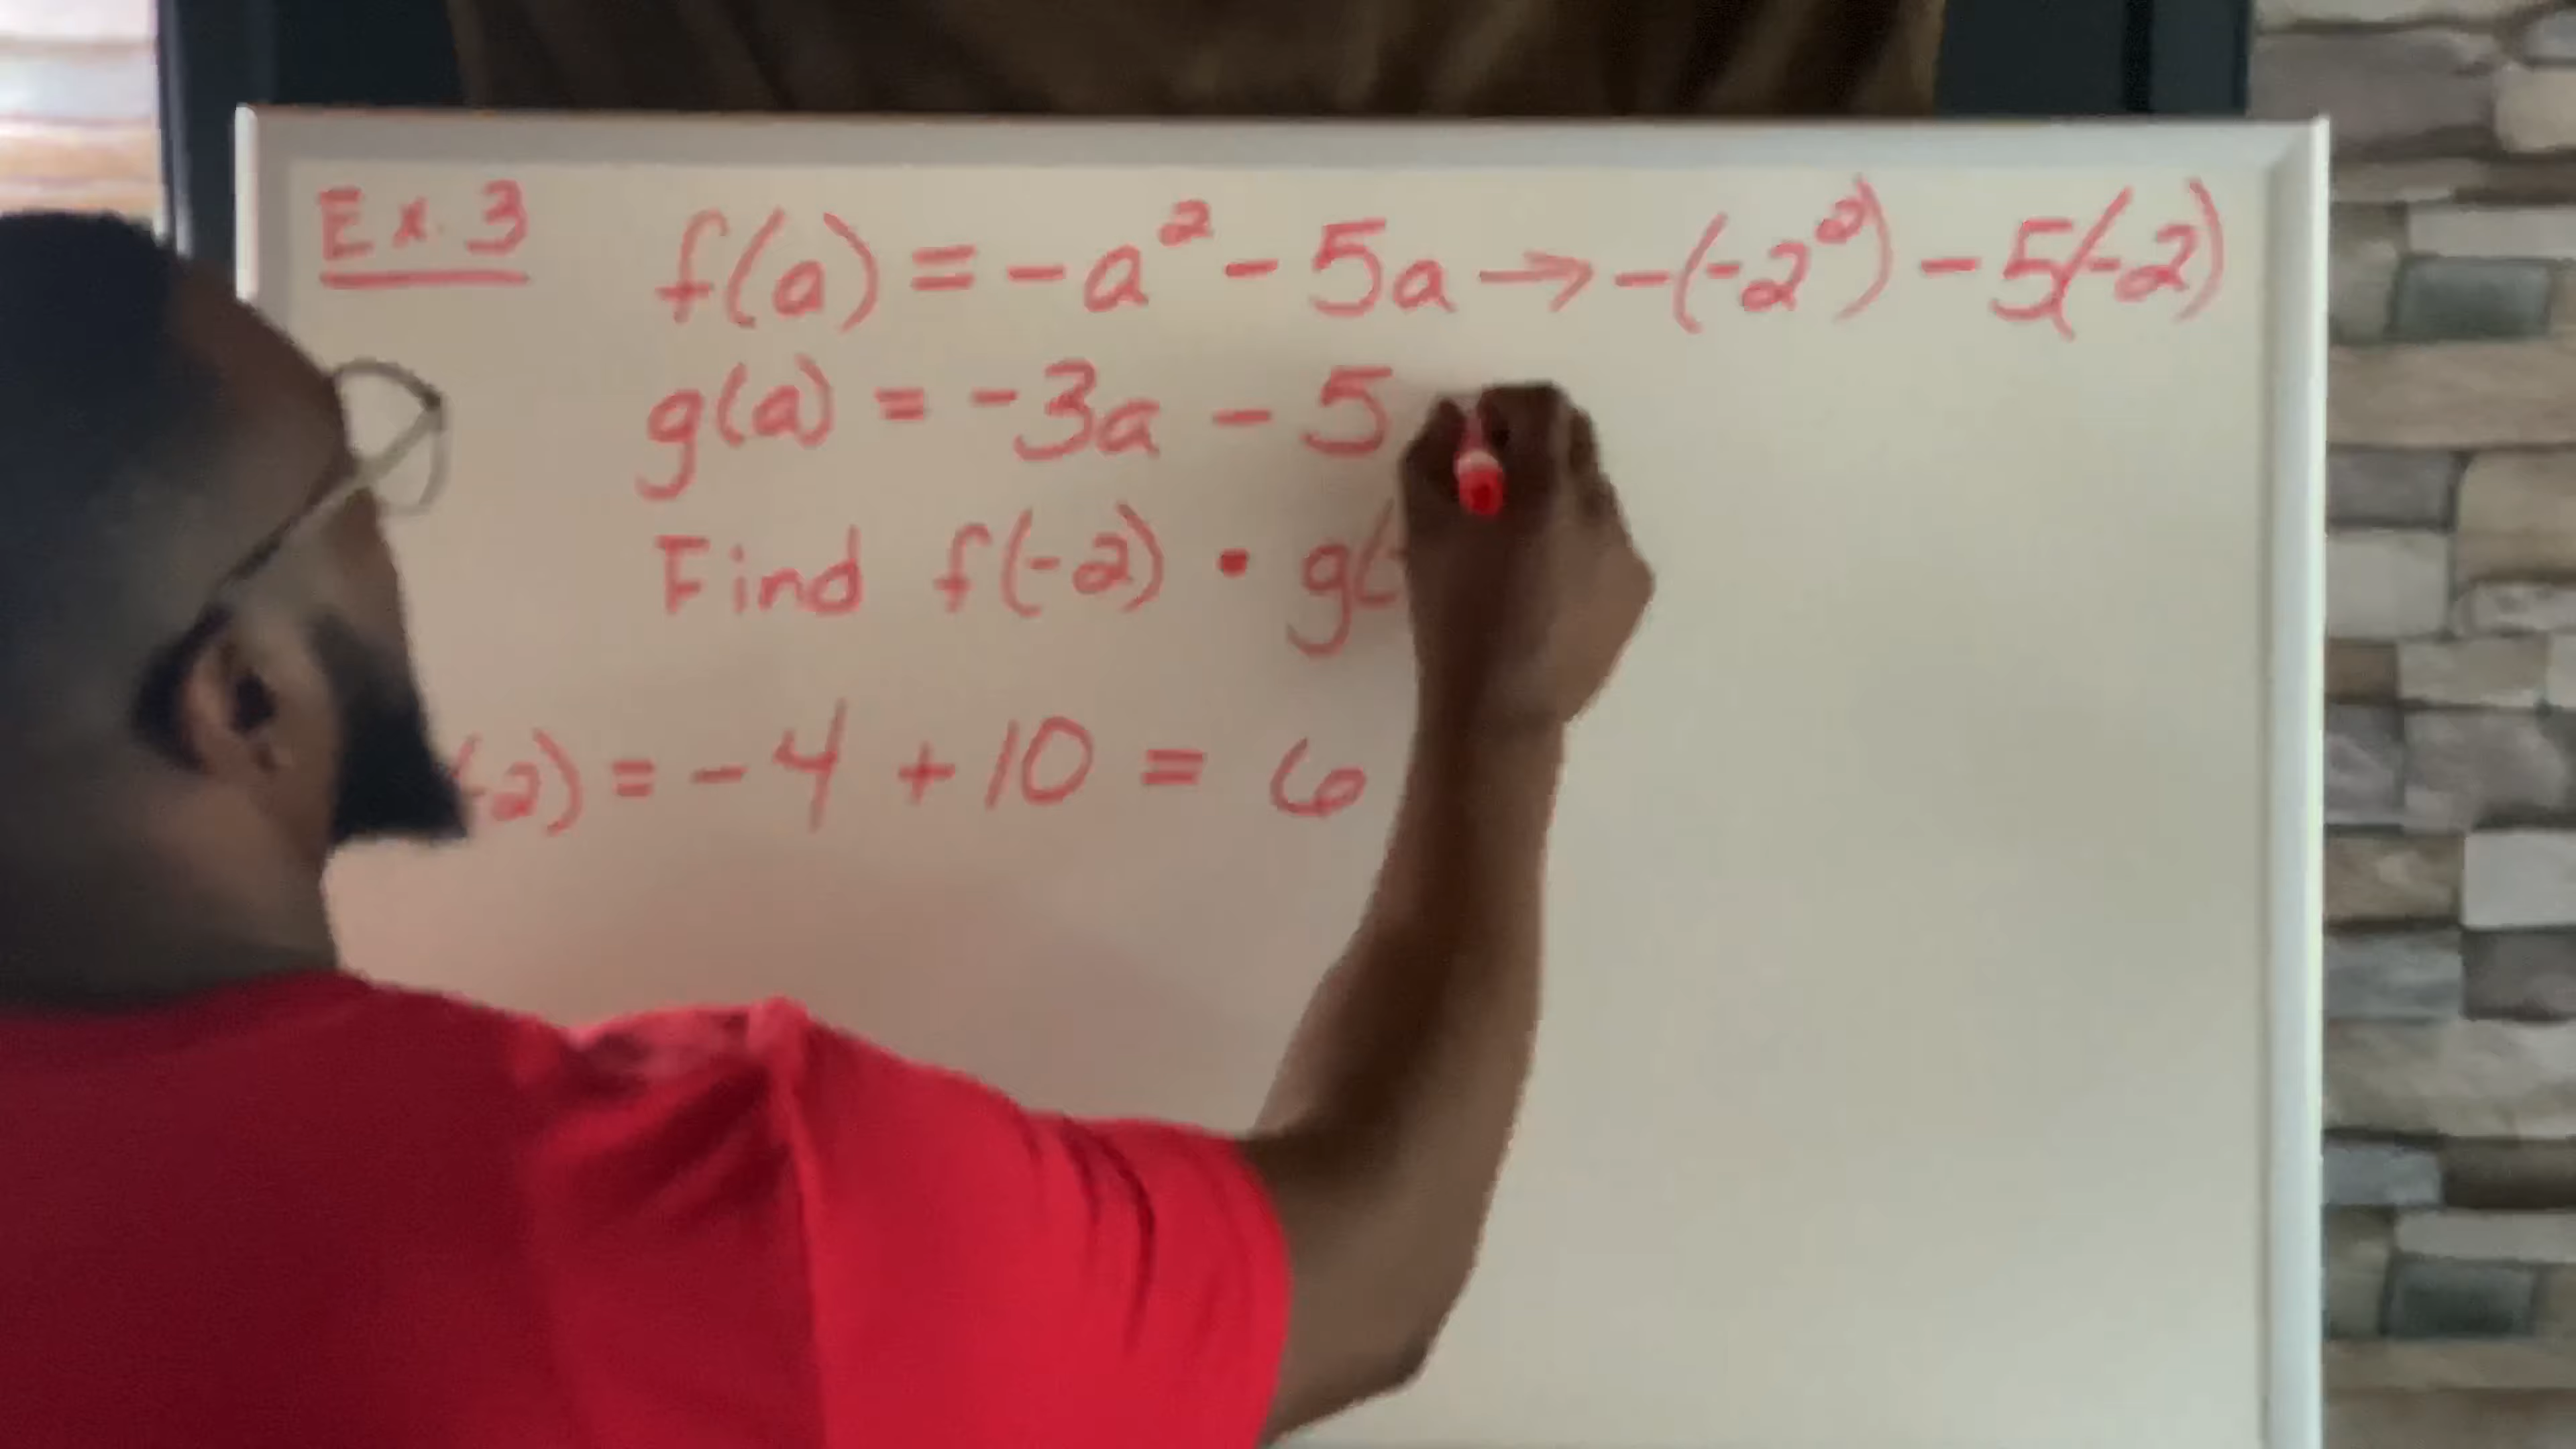 Ex. 3
f(a) = -a² - 5a → -(-2²) - 5(-2)
g(a) = -3a - 5
Find f(-2) • g(-
(-2) = -4 + 10 = 6